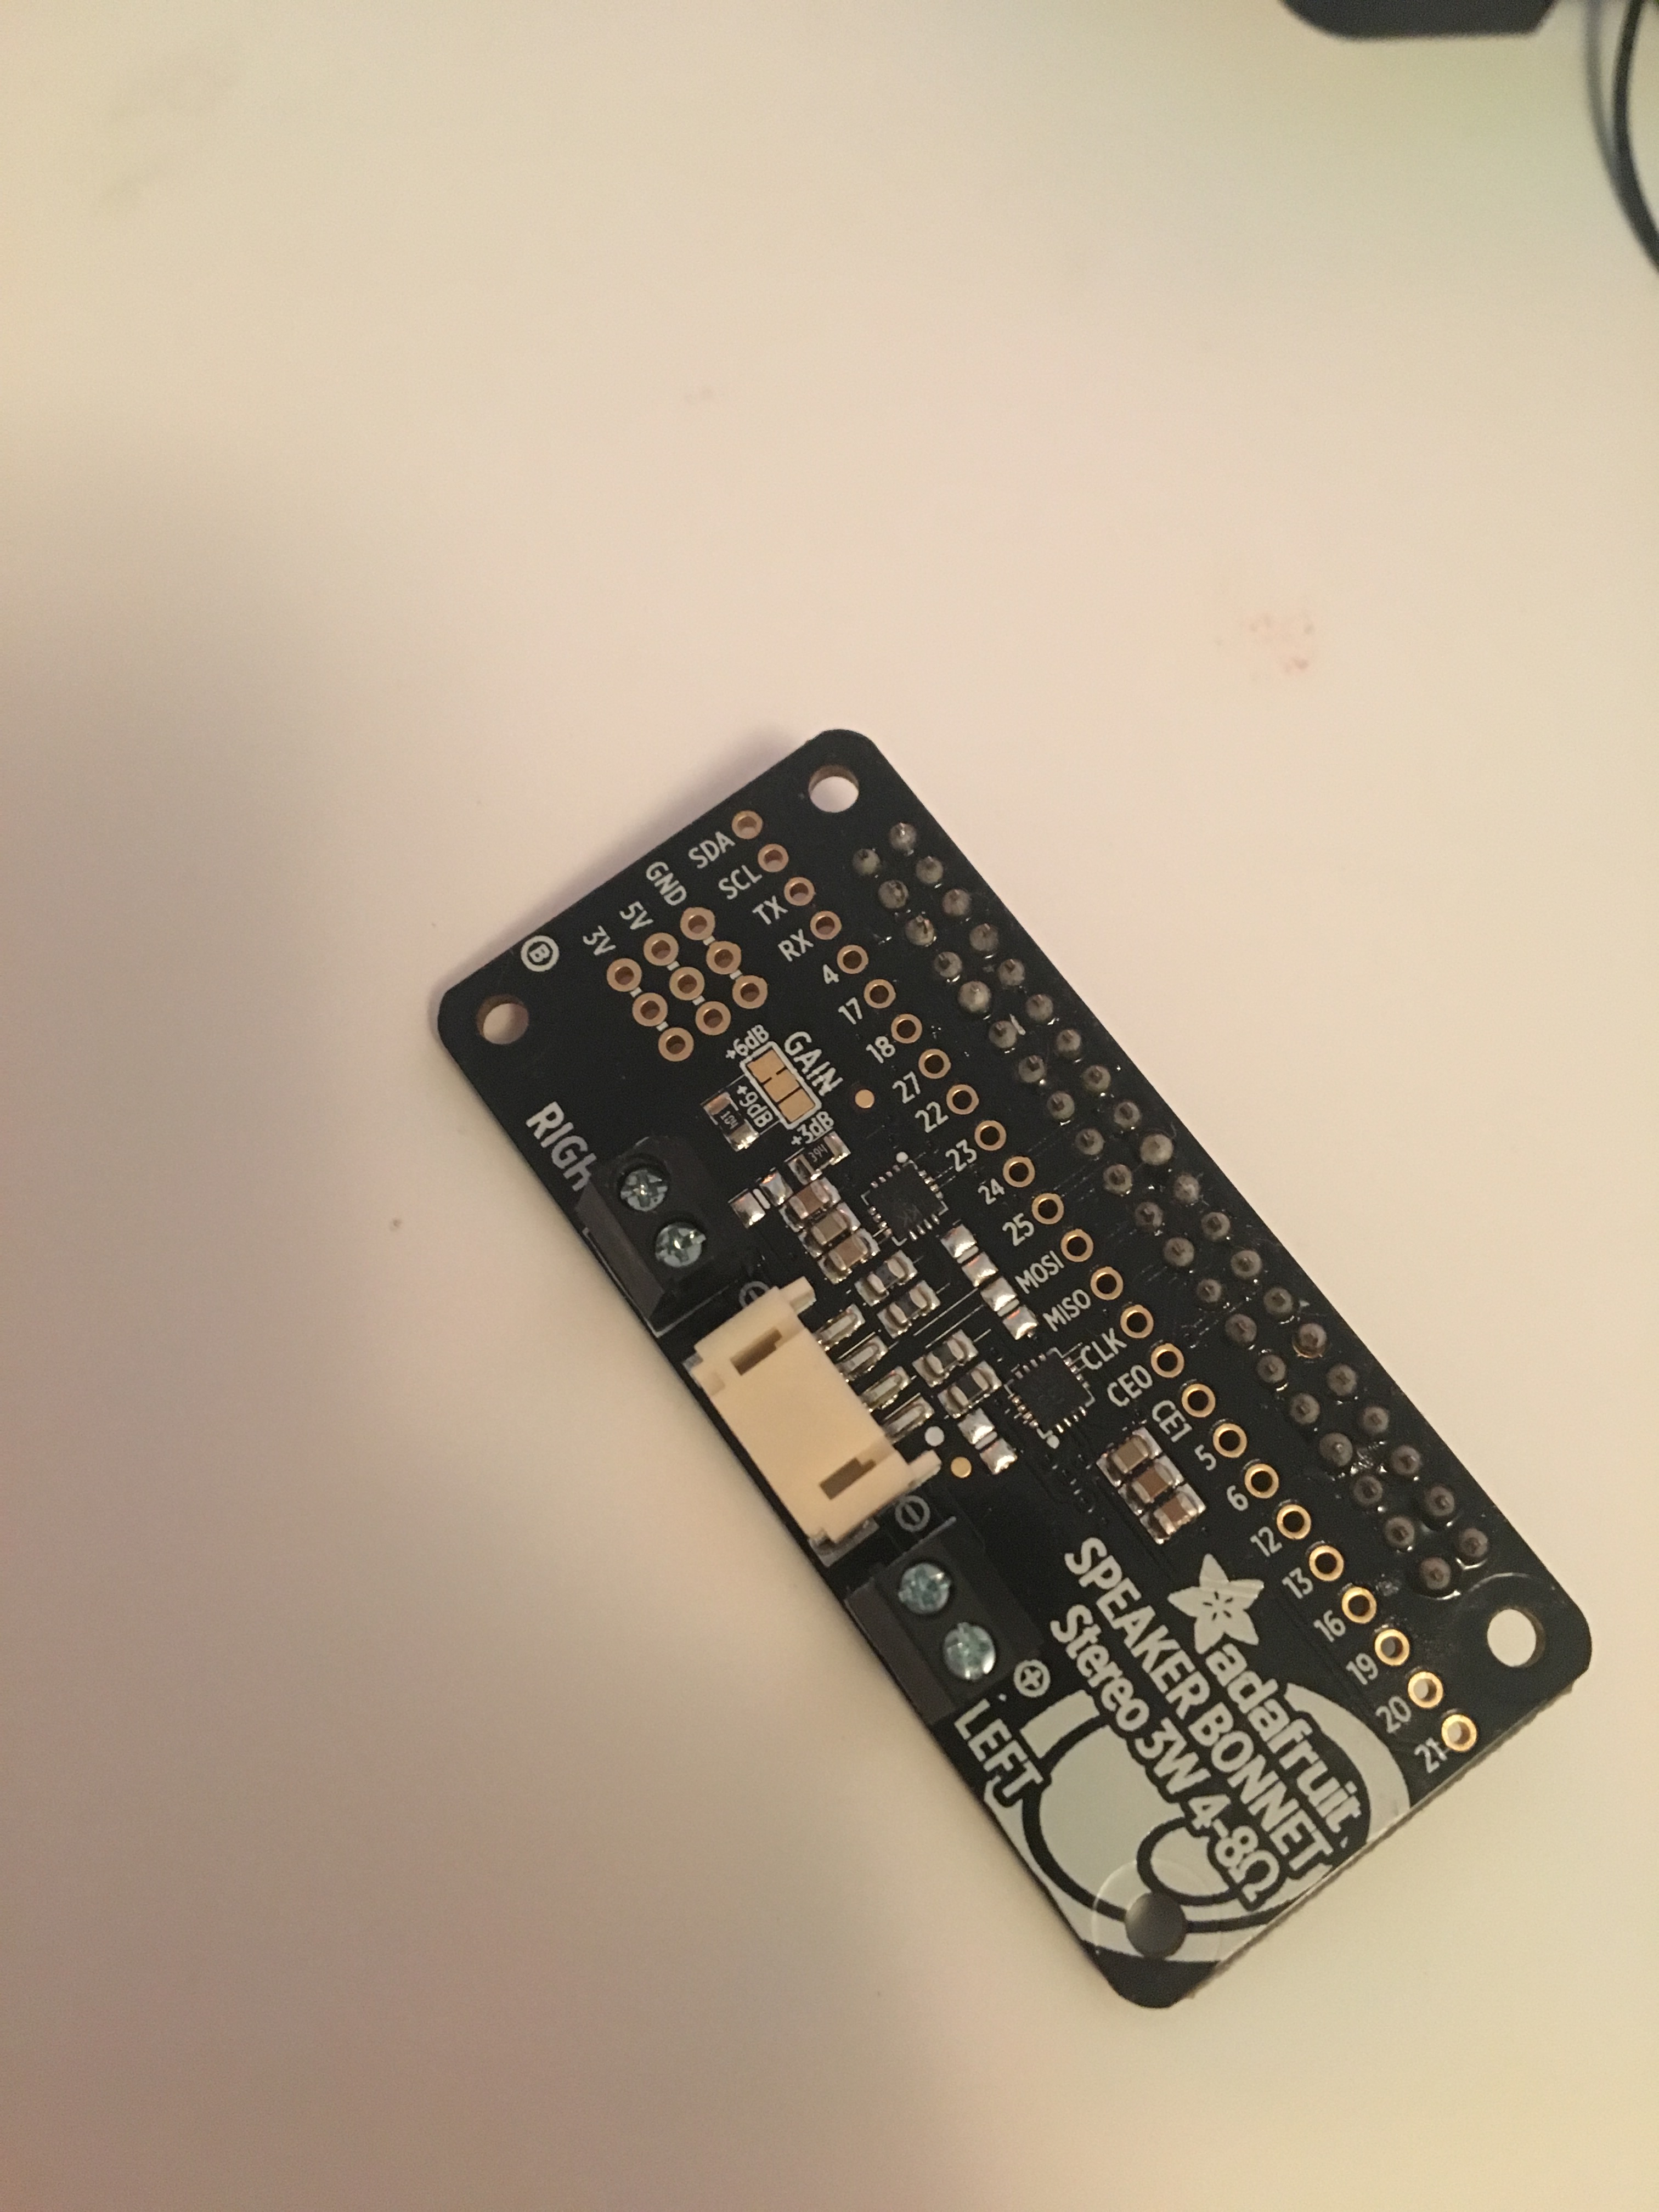 B
3V
5V
GND
SDA
SCL
TX
RX
4
17
18
27
22
23
24
25
MOSI
MISO
CLK
CE0
CE1
5
6
12
13
16
19
20
21
GAIN
+6dB
+9dB
+3dB
RIGH
394
KK
LEFT
adafruit
SPEAKER BONNET
Stereo 3W 4-8Ω